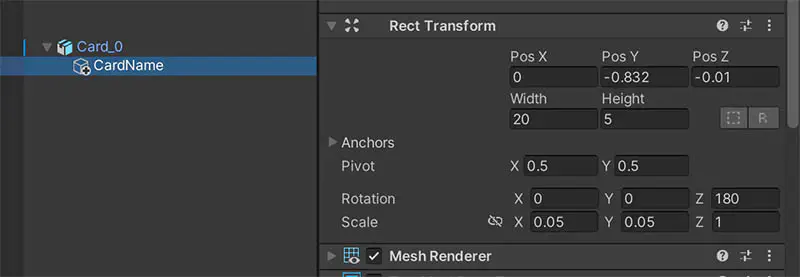 Rect Transform
Card_0
CardName
Pos X Pos Y Pos Z
0 -0.832 -0.01
Width Height
20 5
R
Anchors
Pivot X 0.5 Y 0.5
Rotation X 0 Y 0 Z 180
Scale X 0.05 Y 0.05 Z 1
Mesh Renderer